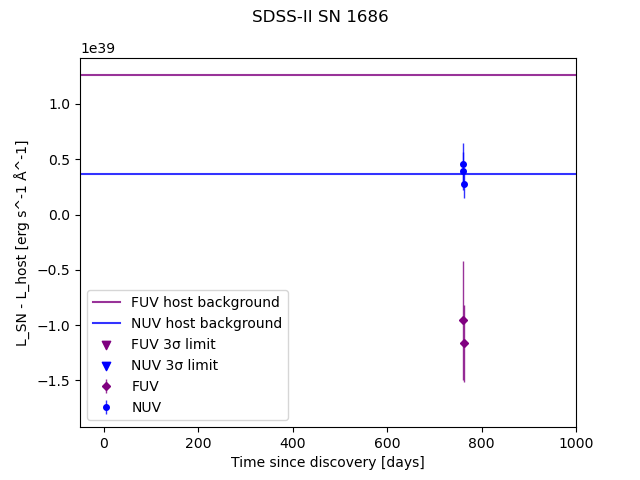 SDSS-II SN 1686
1e39
1.0
0.5
0.0
−0.5
−1.0
−1.5
L_SN - L_host [erg s^-1 Å^-1]
FUV host background
NUV host background
FUV 3σ limit
NUV 3σ limit
FUV
NUV
0 200 400 600 800 1000
Time since discovery [days]